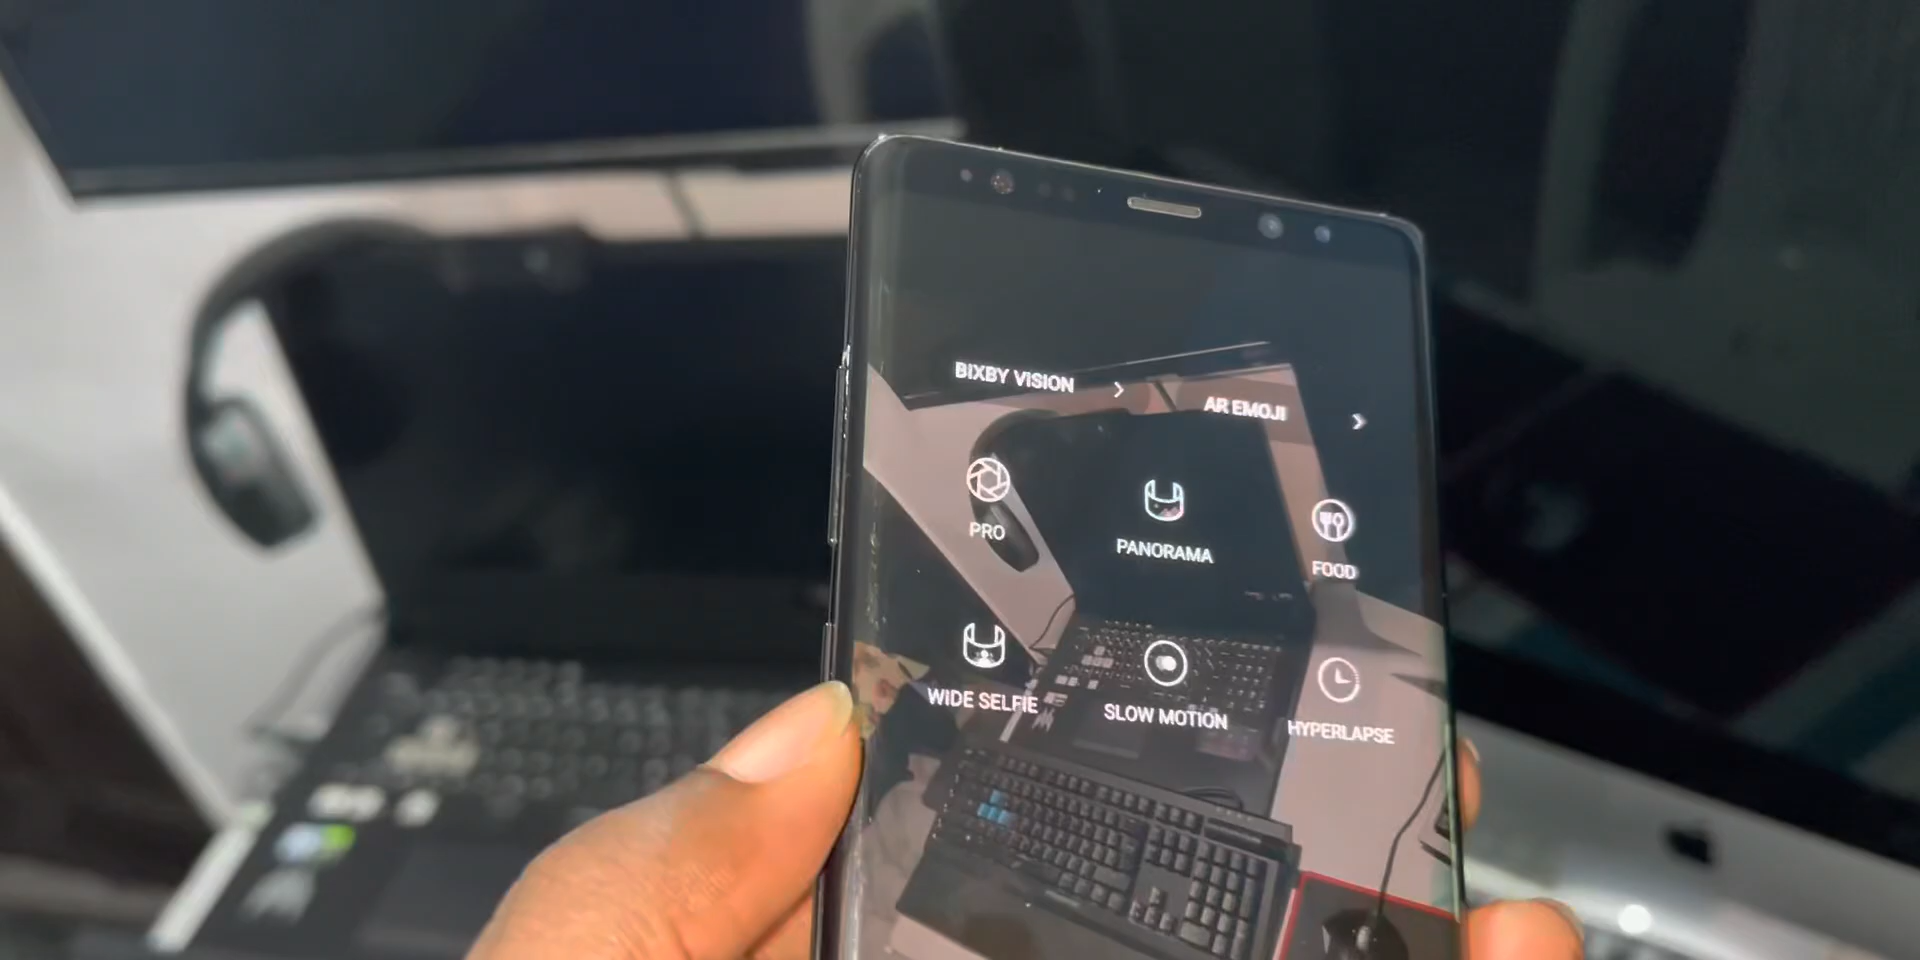 BIXBY VISION
AR EMOJI
PRO
PANORAMA
FOOD
WIDE SELFIE
SLOW MOTION
HYPERLAPSE